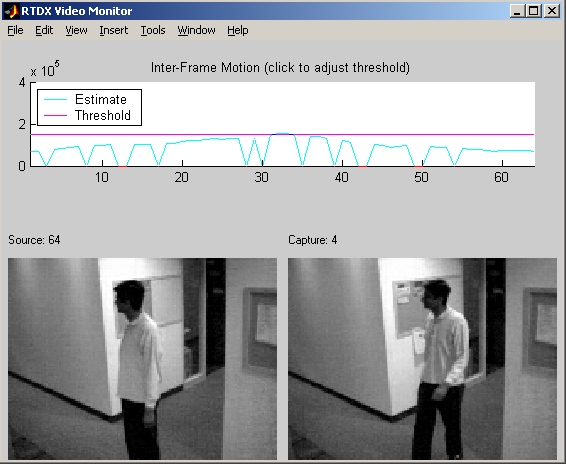 RTDX Video Monitor
File Edit View Insert Tools Window Help
x 10^5
Inter-Frame Motion (click to adjust threshold)
4
2
0
Estimate
Threshold
10 20 30 40 50 60
Source: 64 Capture: 4